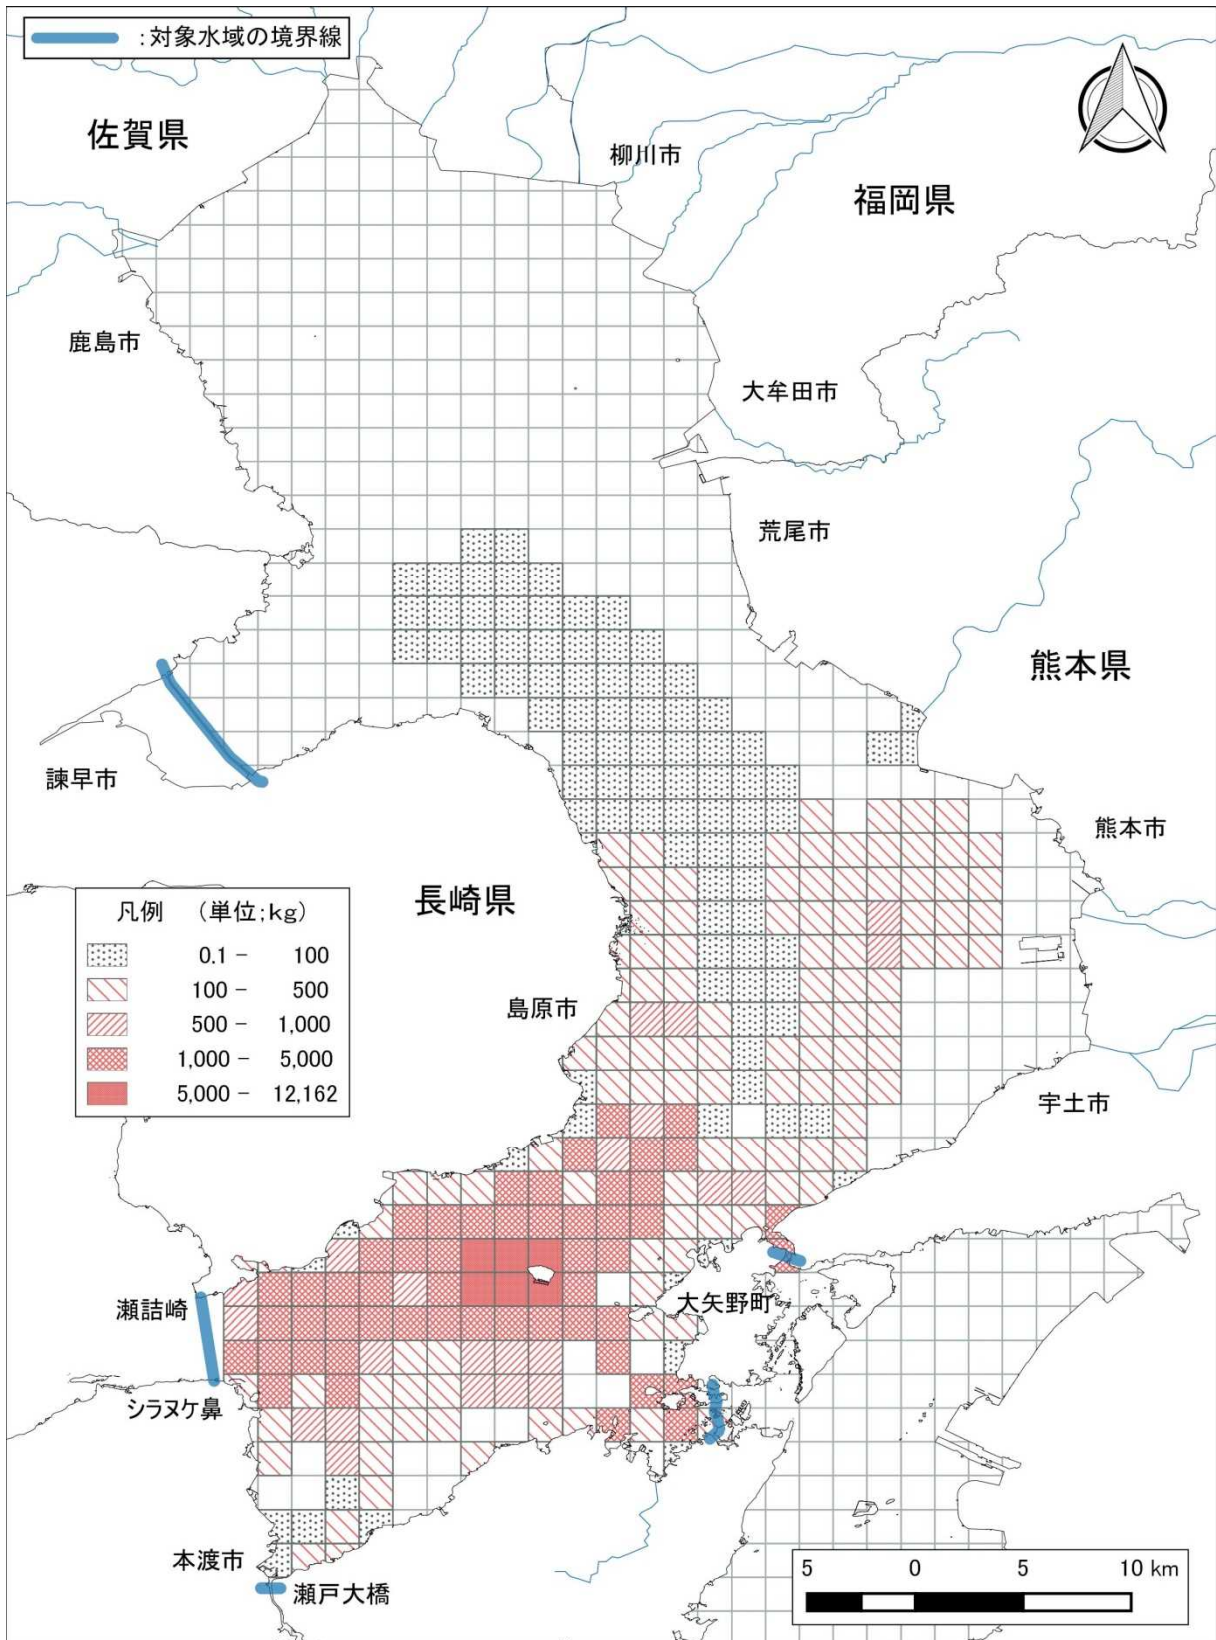 :対象水域の境界線
佐賀県
柳川市
福岡県
鹿島市
大牟田市
荒尾市
熊本県
諫早市
熊本市
長崎県
凡例 (単位;kg)
0.1 - 100
100 - 500
500 - 1,000
1,000 - 5,000
5,000 - 12,162
島原市
宇土市
瀬詰崎
大矢野町
シラヌケ鼻
本渡市
瀬戸大橋
5 0 5 10 km